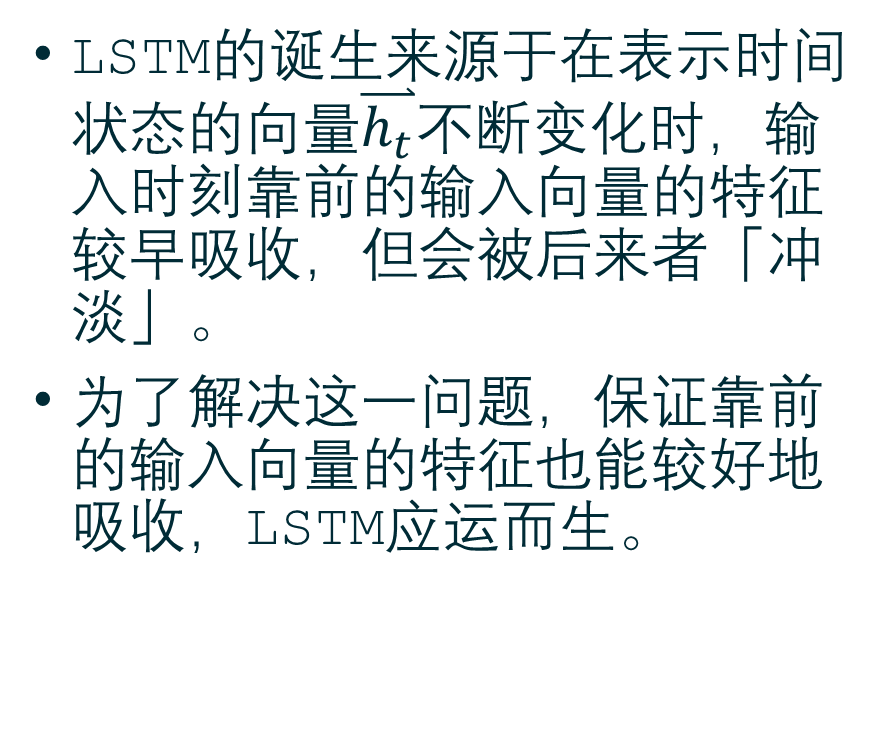 • LSTM的诞生来源于在表示时间
状态的向量$\overrightarrow{h_t}$不断变化时，输
入时刻靠前的输入向量的特征
较早吸收，但会被后来者「冲
淡」。
• 为了解决这一问题，保证靠前
的输入向量的特征也能较好地
吸收，LSTM应运而生。